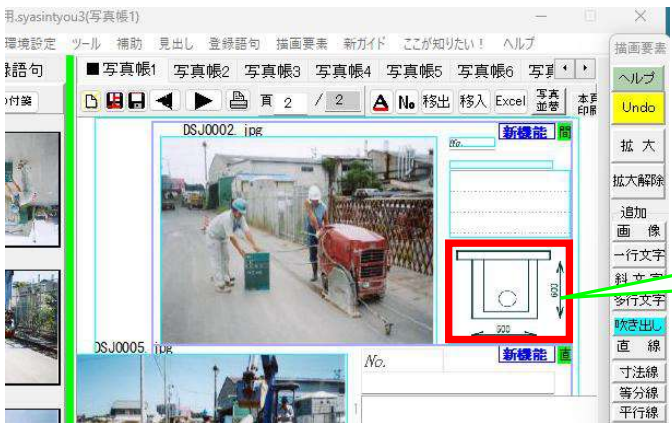 用.syasintyou3(写真帳1)
環境設定 ツール 補助 見出し 登録語句 描画要素 新ガイド ここが知りたい! ヘルプ
録語句
■写真帳1 写真帳2 写真帳3 写真帳4 写真帳5 写真帳6
の付箋
頁 2 / 2 A No 移出 移入 Excel 写真並替
DSJ0002.jpg
新機能 間
No.
600
500
DSJ0005.jpg
No.
新機能 直
1
描画要素
ヘルプ
Undo
拡 大
拡大解除
追加
画 像
一行文字
斜 文 字
多行文字
吹き出し
直 線
寸法線
等分線
平行線